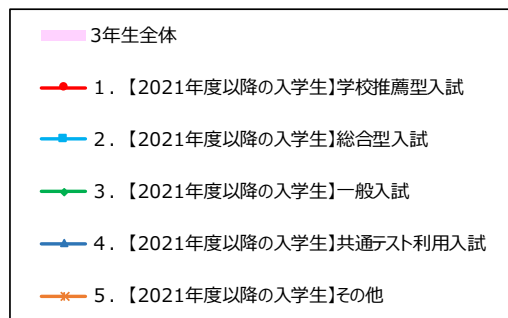 3年生全体
1．【2021年度以降の入学生】学校推薦型入試
2．【2021年度以降の入学生】総合型入試
3．【2021年度以降の入学生】一般入試
4．【2021年度以降の入学生】共通テスト利用入試
5．【2021年度以降の入学生】その他